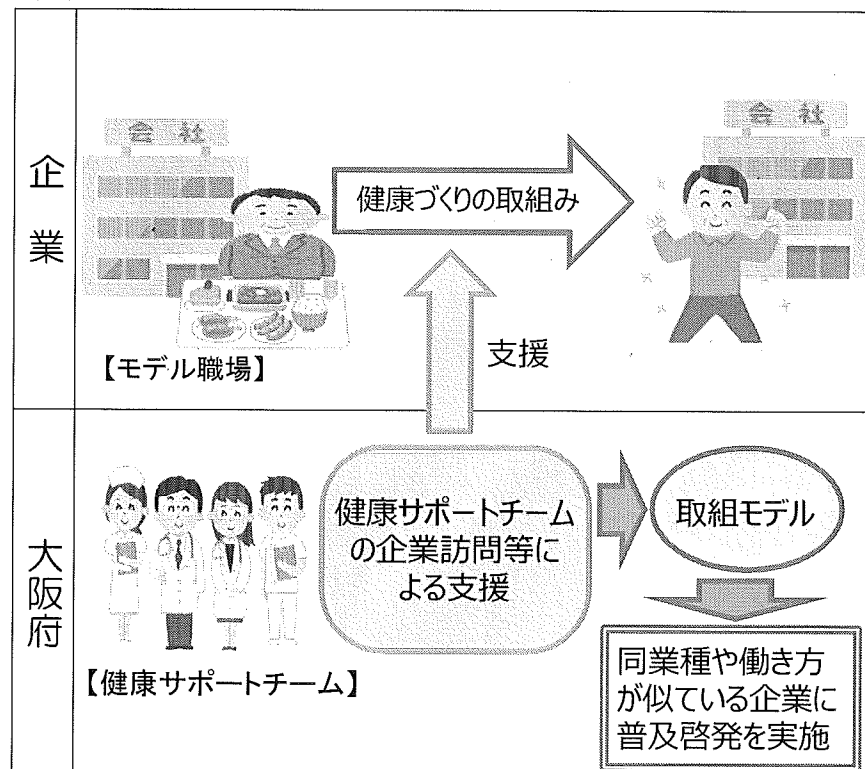 企業
会 社
会 社
健康づくりの取組み
【モデル職場】
支援
大阪府
【健康サポートチーム】
健康サポートチーム
の企業訪問等に
よる支援
取組モデル
同業種や働き方
が似ている企業に
普及啓発を実施